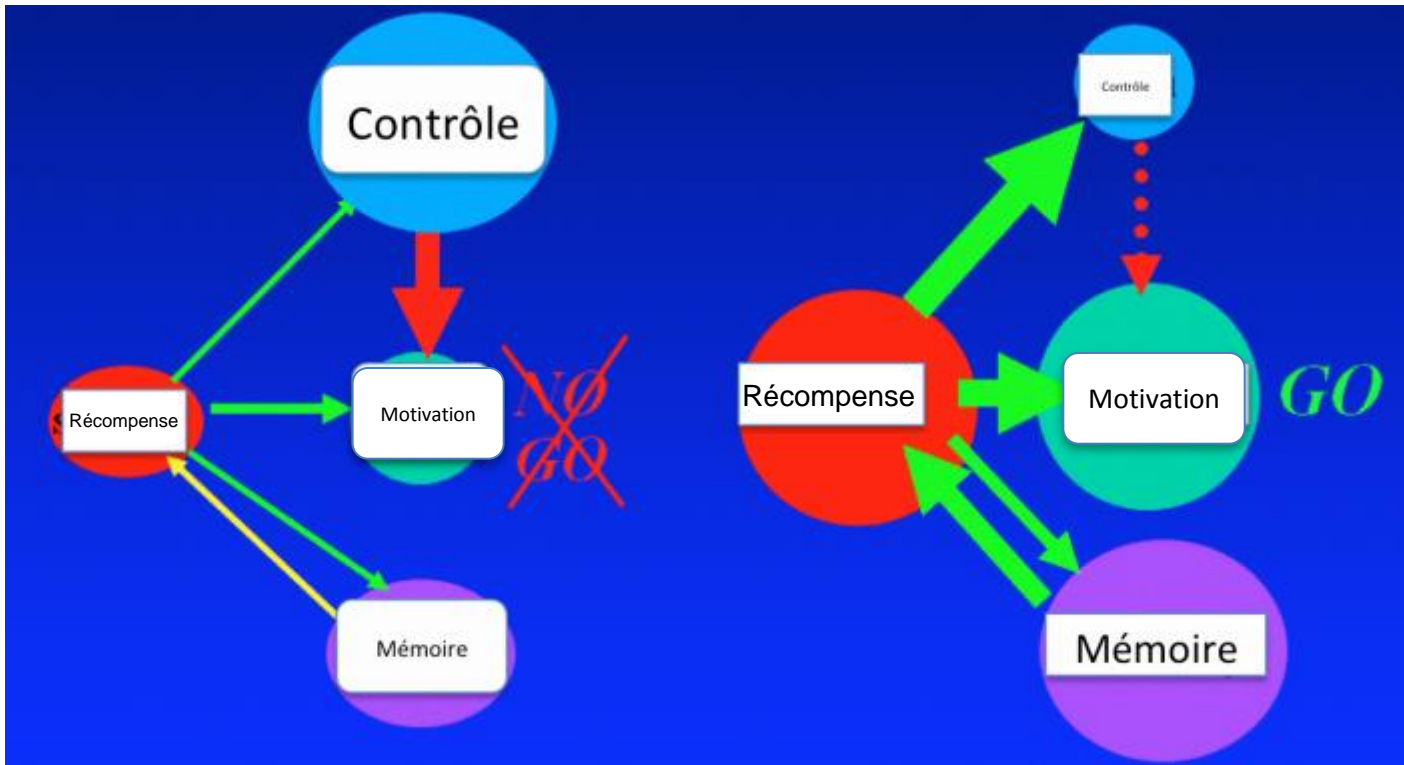 Contrôle
Récompense
Motivation
NO
GO
Mémoire
Contrôle
Récompense
Motivation
GO
Mémoire